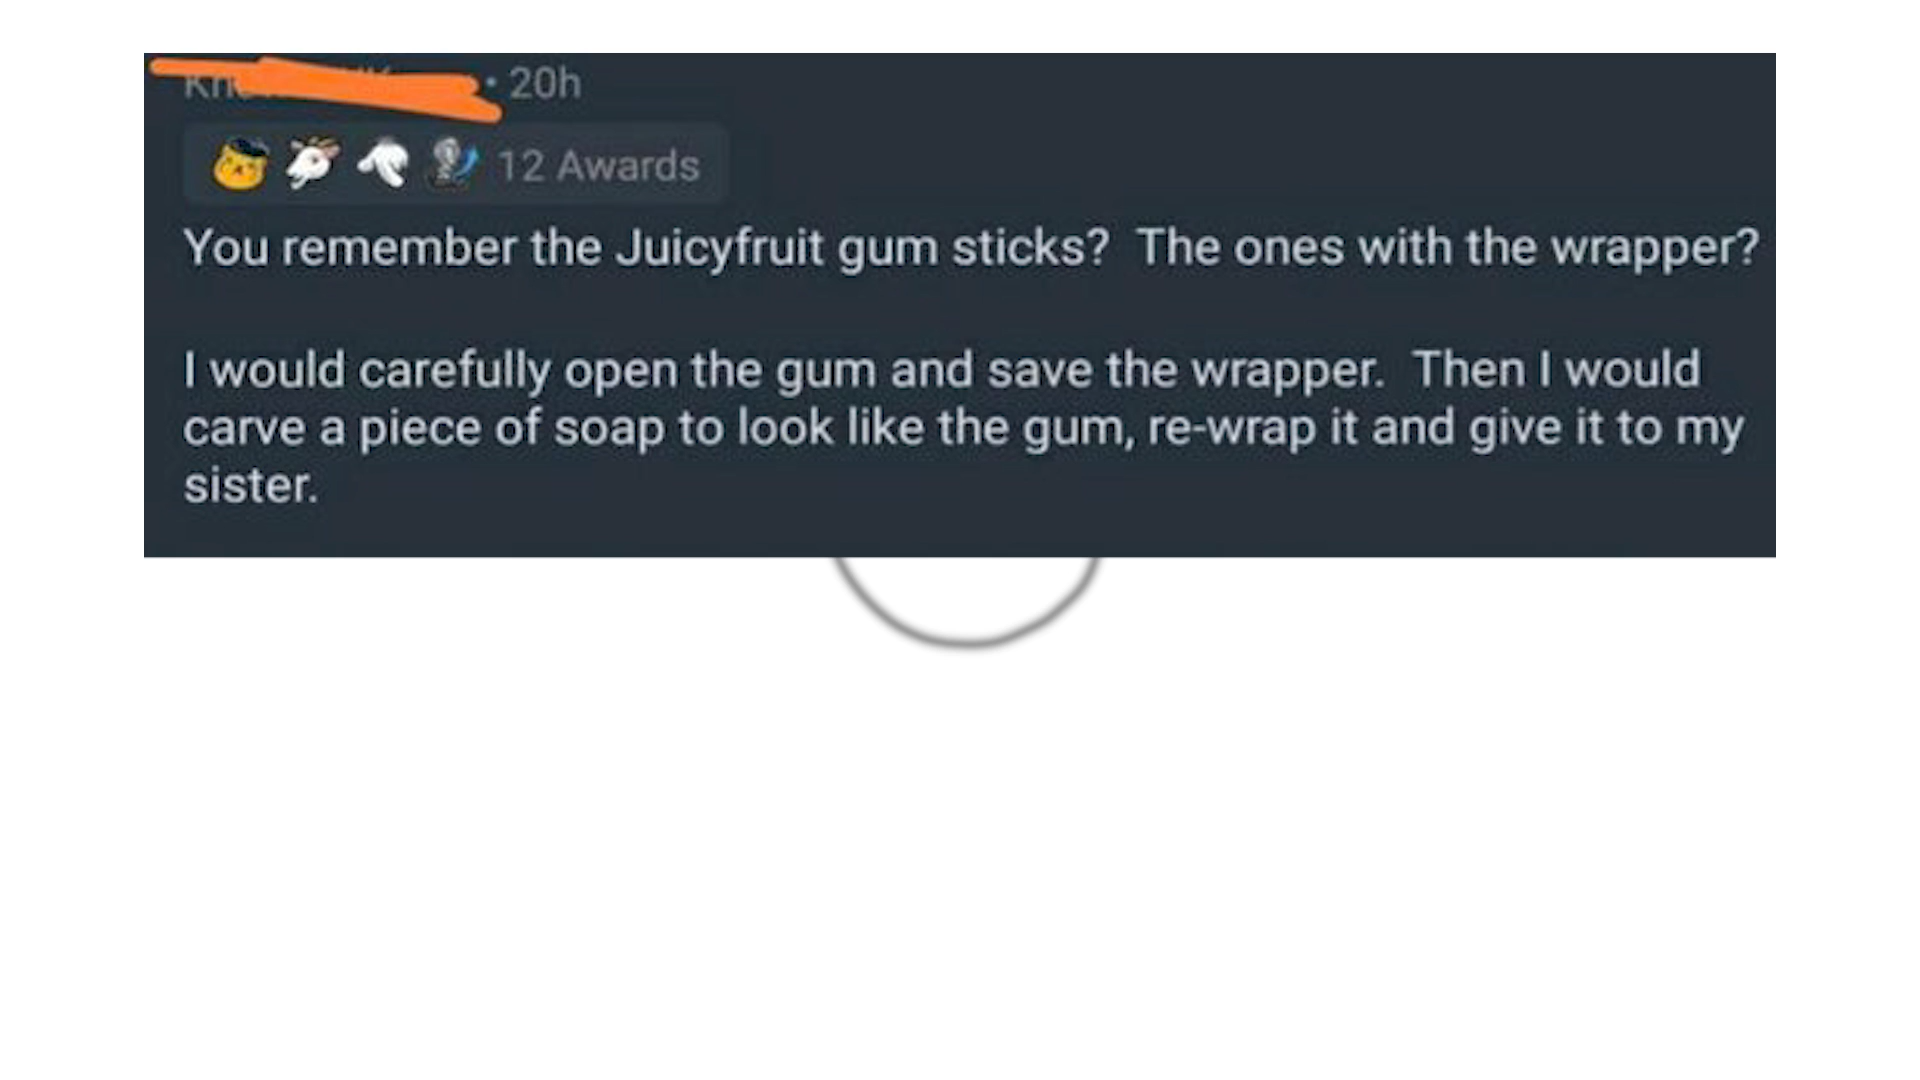 • 20h
12 Awards
You remember the Juicyfruit gum sticks?  The ones with the wrapper?
I would carefully open the gum and save the wrapper.  Then I would
carve a piece of soap to look like the gum, re-wrap it and give it to my
sister.